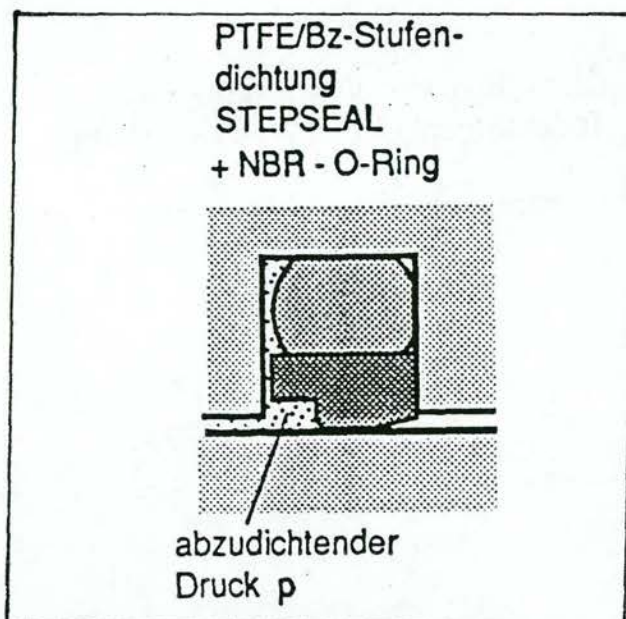 PTFE/Bz-Stufen-
dichtung
STEPSEAL
+ NBR - O-Ring
abzudichtender
Druck p